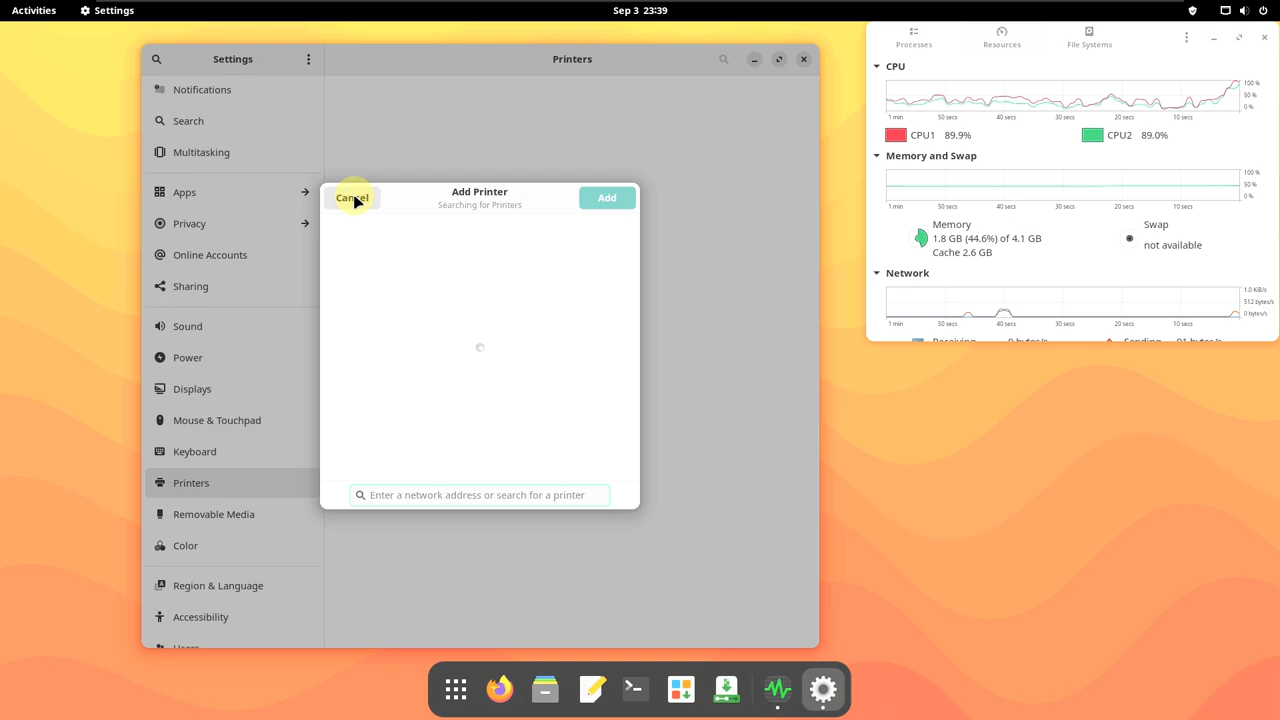 Activities
Settings
Sep 3 23:39
Settings
Printers
Notifications
Search
Multitasking
Apps
Privacy
Online Accounts
Sharing
Sound
Power
Displays
Mouse & Touchpad
Keyboard
Printers
Removable Media
Color
Region & Language
Accessibility
Cancel
Add Printer
Searching for Printers
Add
Enter a network address or search for a printer
Processes
Resources
File Systems
CPU
100 %
50 %
0 %
1 min 50 secs 40 secs 30 secs 20 secs 10 secs
CPU1 89.9%
CPU2 89.0%
Memory and Swap
100 %
50 %
0 %
1 min 50 secs 40 secs 30 secs 20 secs 10 secs
Memory
1.8 GB (44.6%) of 4.1 GB
Cache 2.6 GB
Swap
not available
Network
1.0 KiB/s
512 bytes/s
0 bytes/s
1 min 50 secs 40 secs 30 secs 20 secs 10 secs